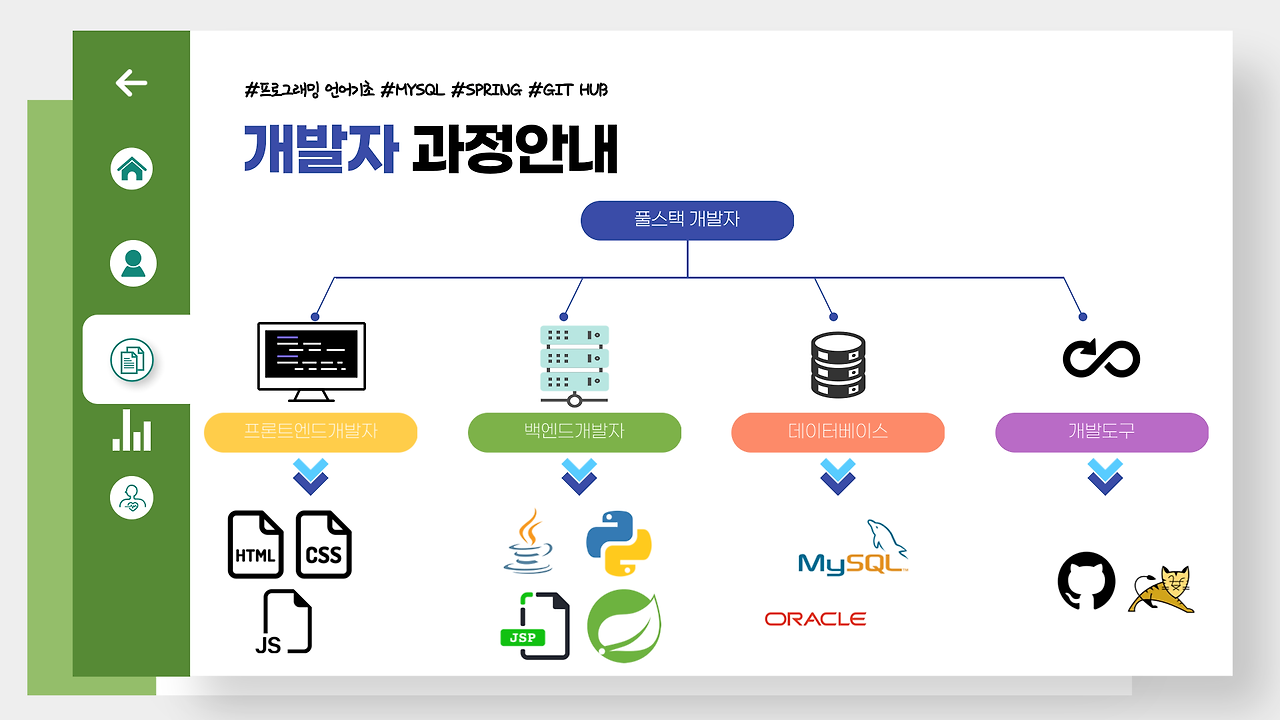 #프로그래밍 언어기초 #MYSQL #SPRING #GIT HUB
개발자 과정안내
풀스택 개발자
프론트엔드개발자
백엔드개발자
데이터베이스
개발도구
HTML
CSS
JS
JSP
MySQL
ORACLE